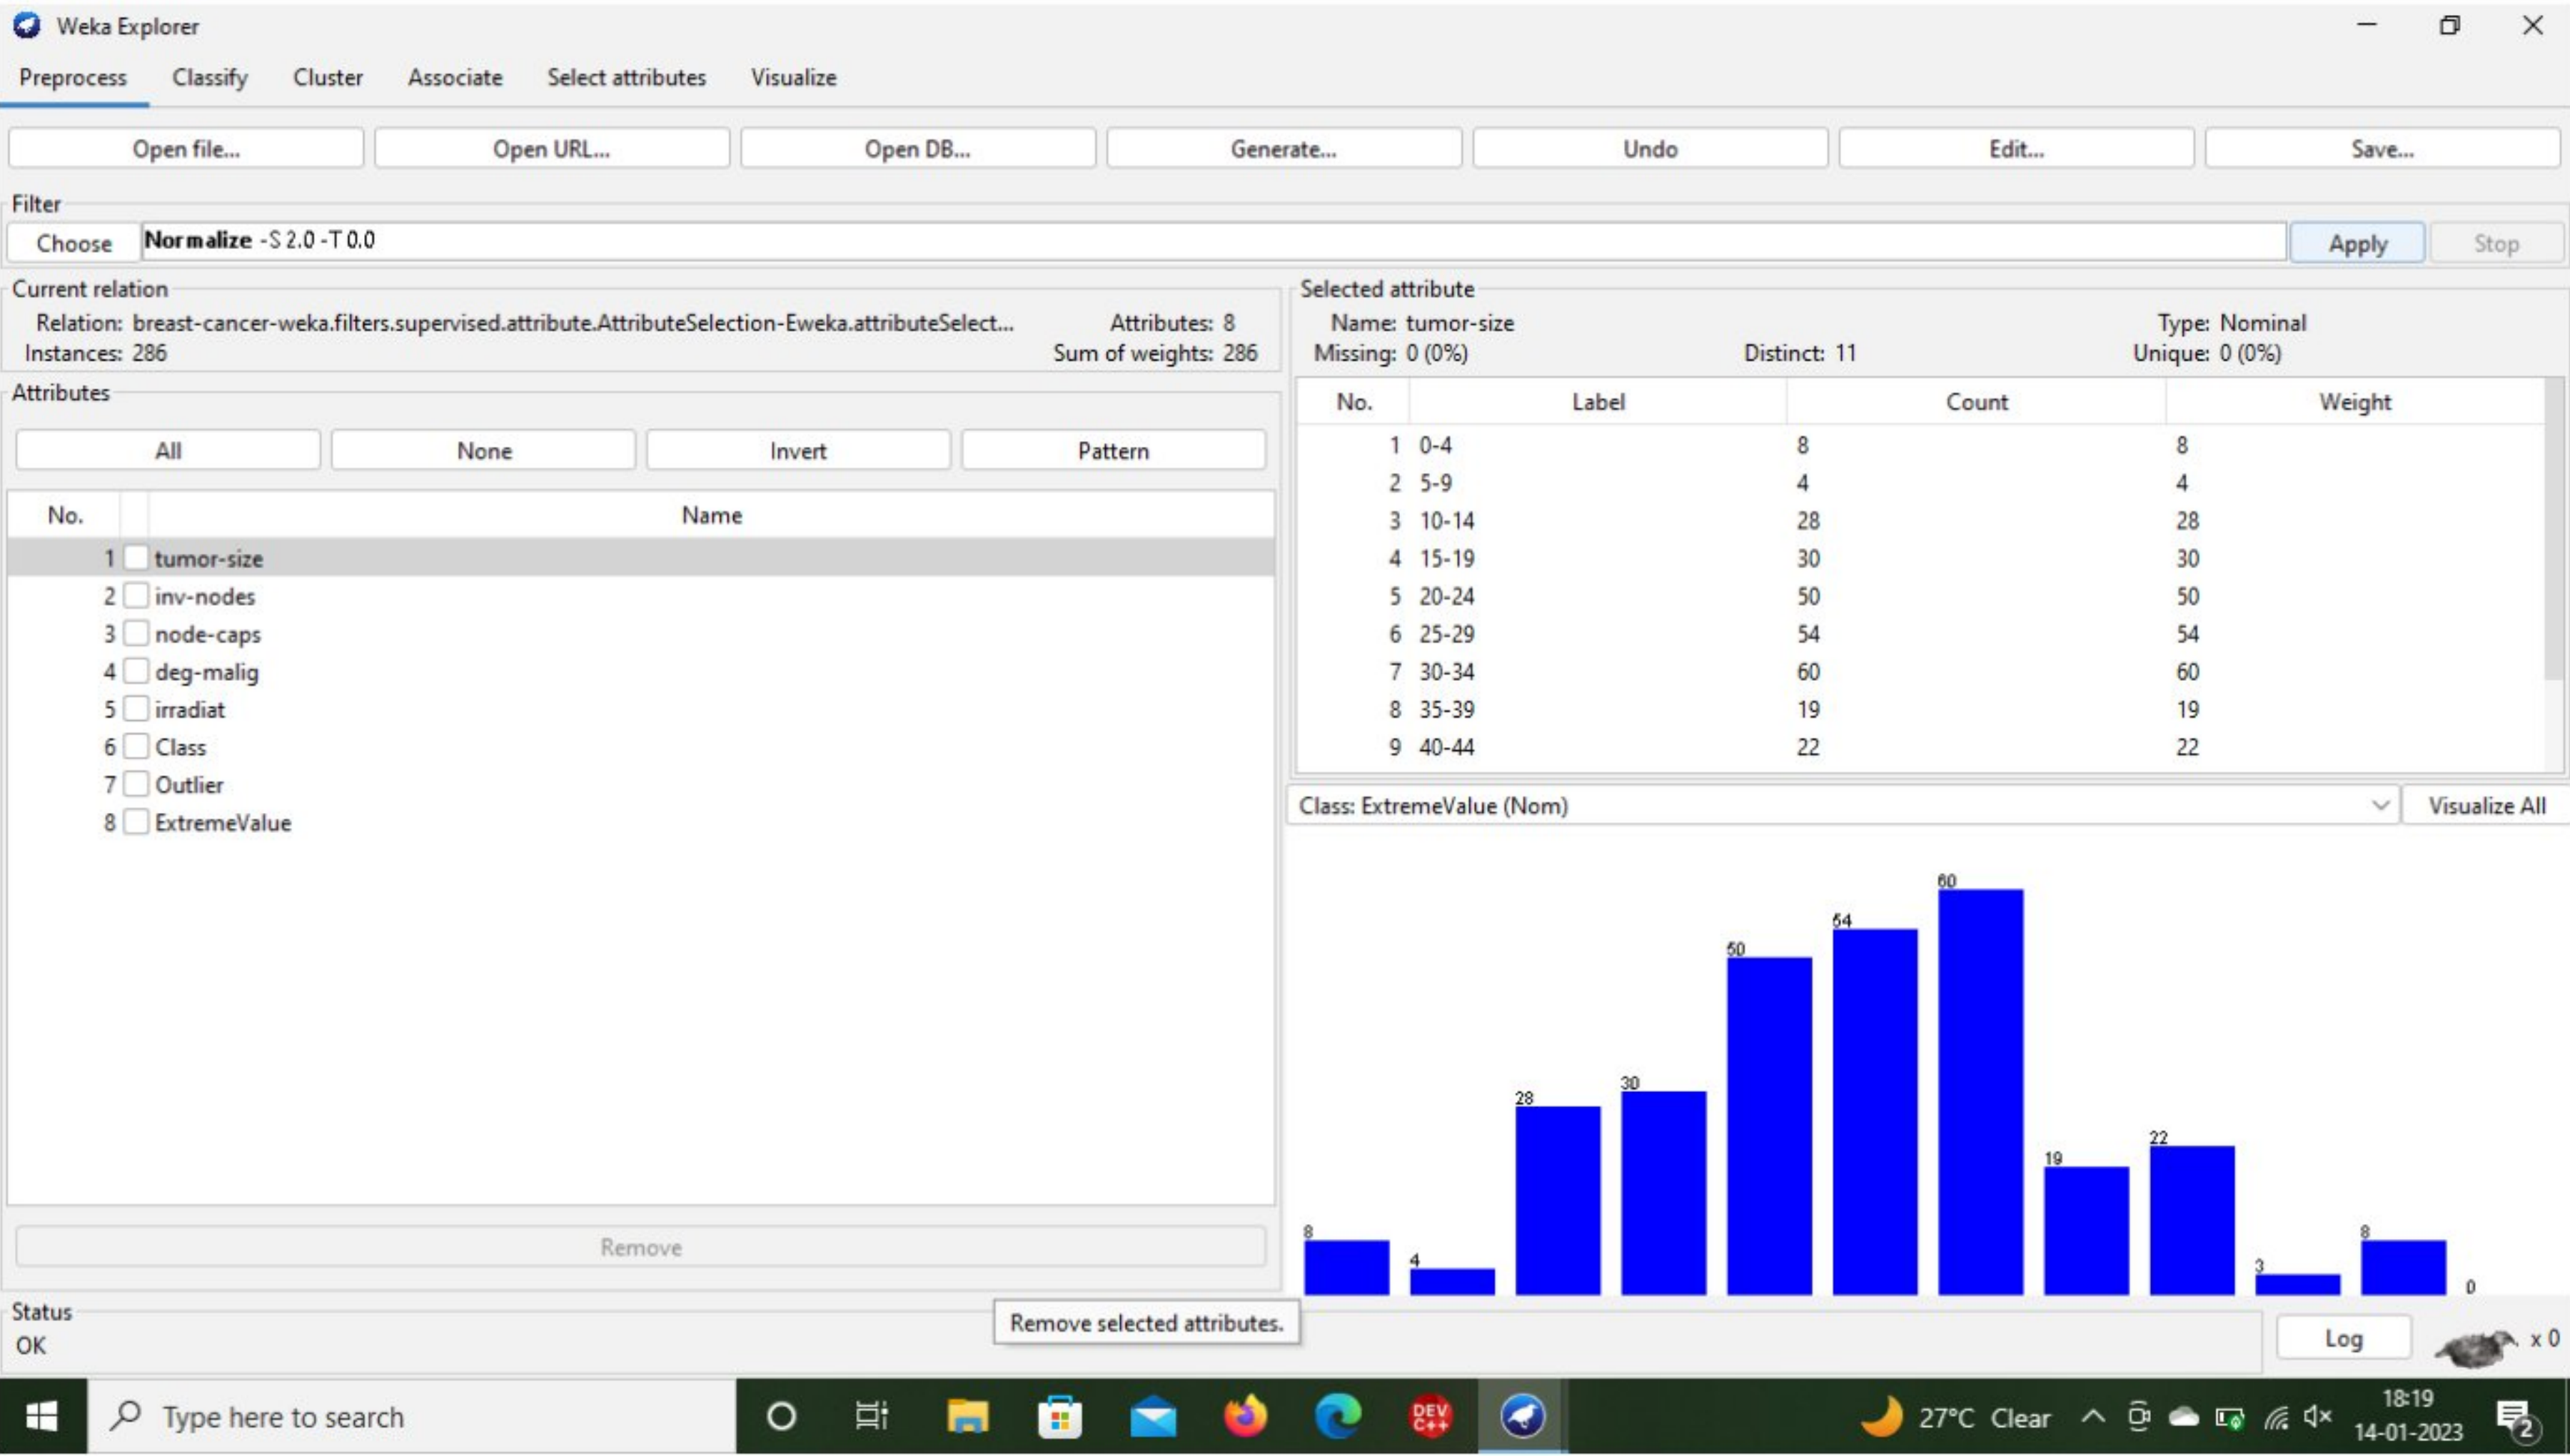 Weka Explorer
Preprocess Classify Cluster Associate Select attributes Visualize
Open file... Open URL... Open DB... Generate... Undo Edit... Save...
Filter
Choose Normalize -S 2.0 -T 0.0 Apply Stop
Current relation
Relation: breast-cancer-weka.filters.supervised.attribute.AttributeSelection-Eweka.attributeSelect... Attributes: 8
Instances: 286 Sum of weights: 286
Attributes
All None Invert Pattern
No. Name
1 tumor-size
2 inv-nodes
3 node-caps
4 deg-malig
5 irradiat
6 Class
7 Outlier
8 ExtremeValue
Remove
Selected attribute
Name: tumor-size Type: Nominal
Missing: 0 (0%) Distinct: 11 Unique: 0 (0%)
No. Label Count Weight
1 0-4 8 8
2 5-9 4 4
3 10-14 28 28
4 15-19 30 30
5 20-24 50 50
6 25-29 54 54
7 30-34 60 60
8 35-39 19 19
9 40-44 22 22
Class: ExtremeValue (Nom) Visualize All
8 4 28 30 50 54 60 19 22 3 8 0
Status
OK
Remove selected attributes.
Log x 0
Type here to search
DEV
C++
27°C Clear
18:19
14-01-2023
2